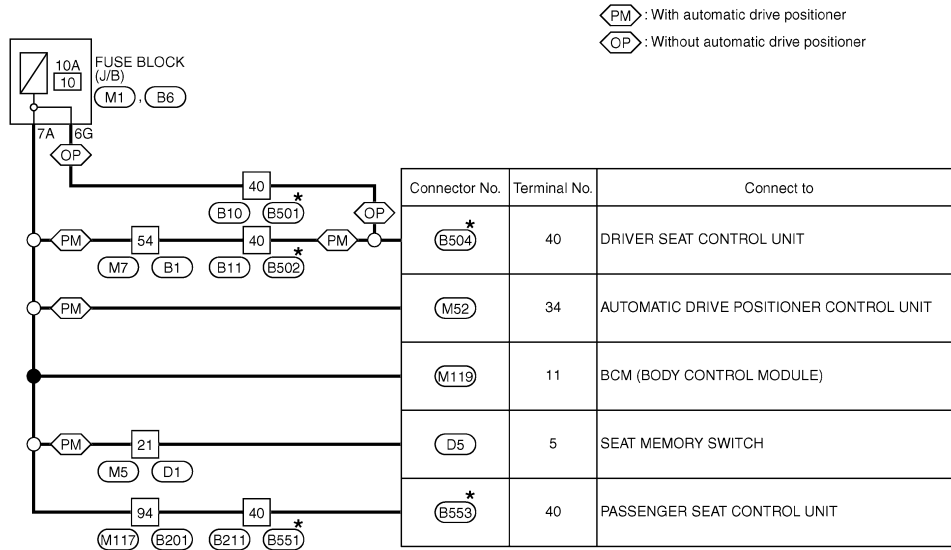 PM : With automatic drive positioner
OP : Without automatic drive positioner
10A
10
FUSE BLOCK
(J/B)
M1 , B6
7A 6G
OP
40
B10 B501 *
OP
PM 54 40 PM
M7 B1 B11 B502 *
PM
PM 21
M5 D1
94 40
M117 B201 B211 B551 *
Connector No. Terminal No. Connect to
B504 * 40 DRIVER SEAT CONTROL UNIT
M52 34 AUTOMATIC DRIVE POSITIONER CONTROL UNIT
M119 11 BCM (BODY CONTROL MODULE)
D5 5 SEAT MEMORY SWITCH
B553 * 40 PASSENGER SEAT CONTROL UNIT